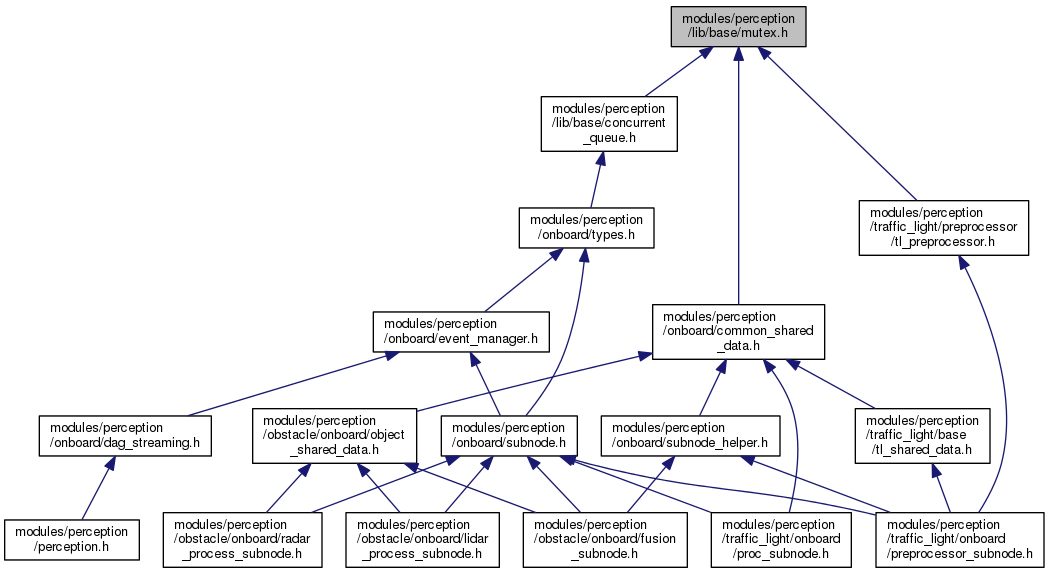 modules/perception
/lib/base/mutex.h
modules/perception
/lib/base/concurrent
_queue.h
modules/perception
/onboard/types.h
modules/perception
/traffic_light/preprocessor
/tl_preprocessor.h
modules/perception
/onboard/event_manager.h
modules/perception
/onboard/common_shared
_data.h
modules/perception
/onboard/dag_streaming.h
modules/perception
/obstacle/onboard/object
_shared_data.h
modules/perception
/onboard/subnode.h
modules/perception
/onboard/subnode_helper.h
modules/perception
/traffic_light/base
/tl_shared_data.h
modules/perception
/perception.h
modules/perception
/obstacle/onboard/radar
_process_subnode.h
modules/perception
/obstacle/onboard/lidar
_process_subnode.h
modules/perception
/obstacle/onboard/fusion
_subnode.h
modules/perception
/traffic_light/onboard
/proc_subnode.h
modules/perception
/traffic_light/onboard
/preprocessor_subnode.h